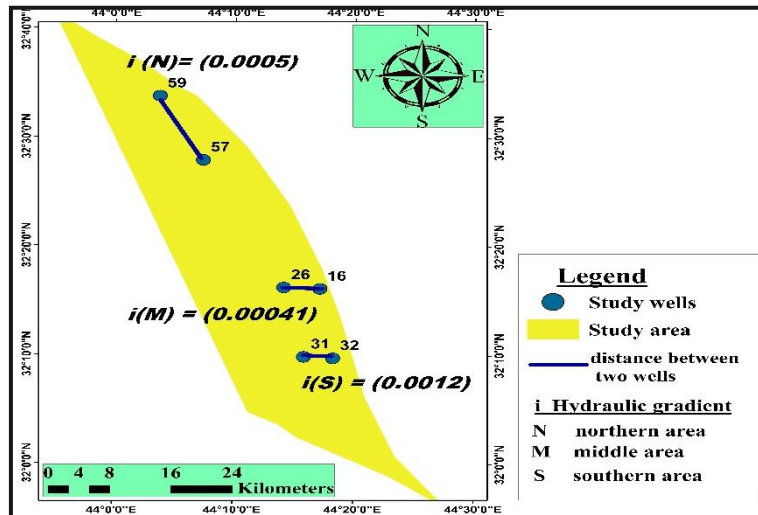 44°0'0"E 44°10'0"E 44°20'0"E 44°30'0"E
32°40'0"N
32°30'0"N
32°20'0"N
32°10'0"N
32°0'0"N
i (N)= (0.0005)
59
57
N
W E
S
26 16
i(M) = (0.00041)
31 32
i(S) = (0.0012)
0 4 8 16 24
Kilometers
44°0'0"E 44°10'0"E 44°20'0"E 44°30'0"E
32°40'0"N
32°30'0"N
32°20'0"N
32°10'0"N
32°0'0"N
Legend
Study wells
Study area
distance between
two wells
i Hydraulic gradient
N northern area
M middle area
S southern area